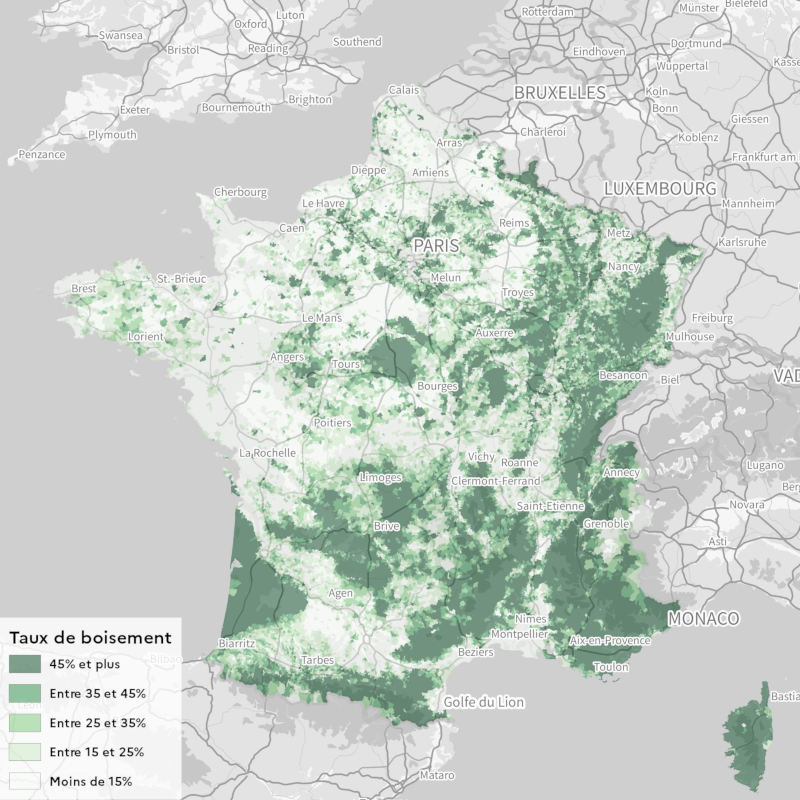 Luton
Oxford
Swansea
Bristol
Reading
Southend
Exeter
Bournemouth
Brighton
Plymouth
Penzance
Rotterdam
Münster
Bielefeld
Eindhoven
Dortmund
Wuppertal
Kasse
Calais
BRUXELLES
Koln
Bonn
Giessen
Charleroi
Koblenz
Arras
Frankfurt am
Dieppe
Amiens
LUXEMBOURG
Cherbourg
Le Havre
Mannheim
Caen
Reims
Metz
PARIS
Karlsruhe
Nancy
St.-Brieuc
Melun
Brest
Troyes
Le Mans
Freiburg
Lorient
Auxerre
Mulhouse
Angers
Tours
Besancon
Biel
VAD
Bourges
Poitiers
La Rochelle
Vichy
Roanne
Lugano
Limoges
Clermont-Ferrand
Annecy
Ber
Saint-Etienne
Novara
Brive
Grenoble
Asti
Agen
Nimes
MONACO
Montpellier
Biarritz
Aix-en-Provence
Beziers
Bilbao
Tarbes
Toulon
León
Golfe du Lion
Bastia
Mataro
Taux de boisement
45% et plus
Entre 35 et 45%
Entre 25 et 35%
Entre 15 et 25%
Moins de 15%